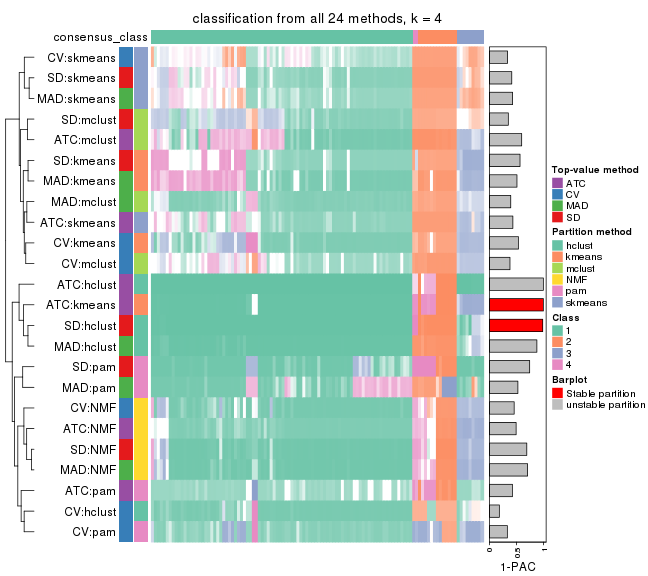 classification from all 24 methods, k = 4
consensus_class
CV:skmeans
SD:skmeans
MAD:skmeans
SD:mclust
ATC:mclust
SD:kmeans
MAD:kmeans
MAD:mclust
ATC:skmeans
CV:kmeans
CV:mclust
ATC:hclust
ATC:kmeans
SD:hclust
MAD:hclust
SD:pam
MAD:pam
CV:NMF
ATC:NMF
SD:NMF
MAD:NMF
ATC:pam
CV:hclust
CV:pam
0 0.5 1
1-PAC
Top-value method
ATC
CV
MAD
SD
Partition method
hclust
kmeans
mclust
NMF
pam
skmeans
Class
1
2
3
4
Barplot
Stable partition
unstable partition